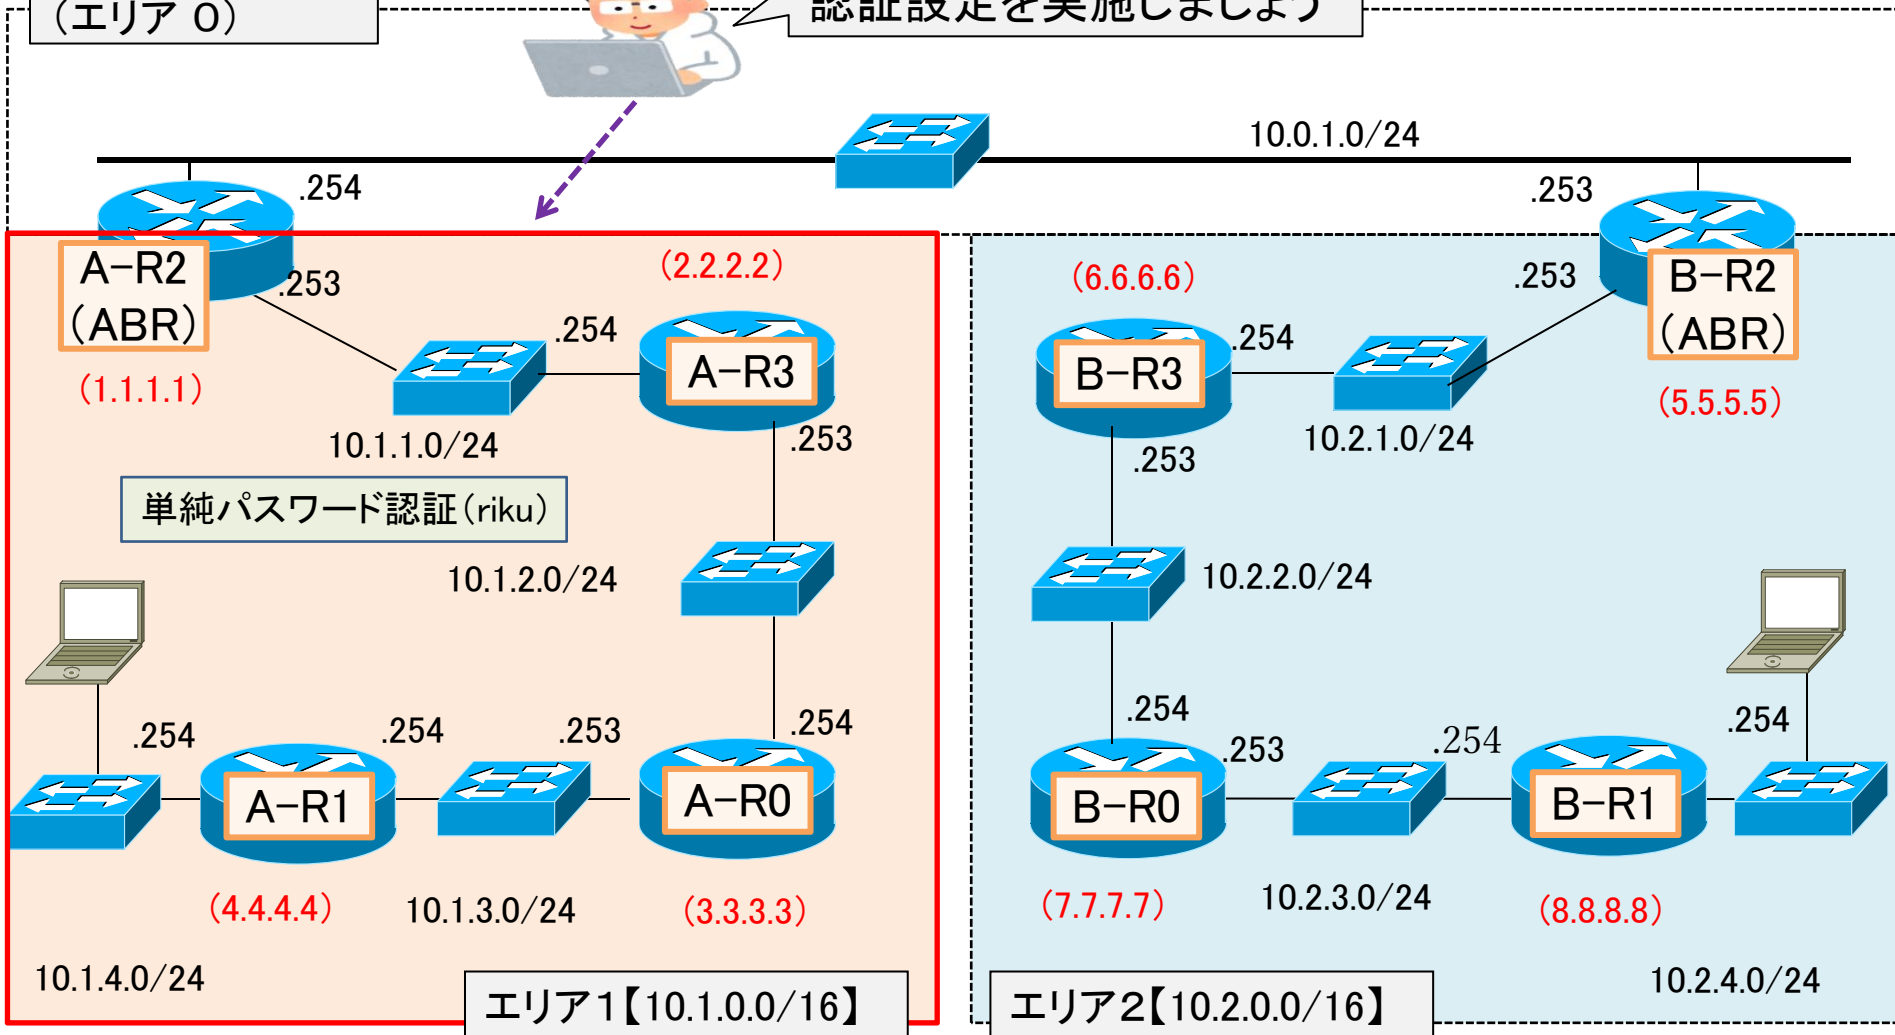 (エリア 0)
認証設定を実施しましょう
10.0.1.0/24
.254
.253
A-R2
(ABR)
.253
(1.1.1.1)
(2.2.2.2)
.254
A-R3
.253
10.1.1.0/24
単純パスワード認証(riku)
10.1.2.0/24
.254
.254
A-R1
.254
.253
A-R0
(4.4.4.4)
10.1.3.0/24
(3.3.3.3)
.254
10.1.4.0/24
エリア1【10.1.0.0/16】
(6.6.6.6)
.253
B-R2
(ABR)
(5.5.5.5)
.254
B-R3
.253
10.2.1.0/24
10.2.2.0/24
.254
B-R0
.253
.254
B-R1
(7.7.7.7)
10.2.3.0/24
(8.8.8.8)
10.2.4.0/24
エリア2【10.2.0.0/16】